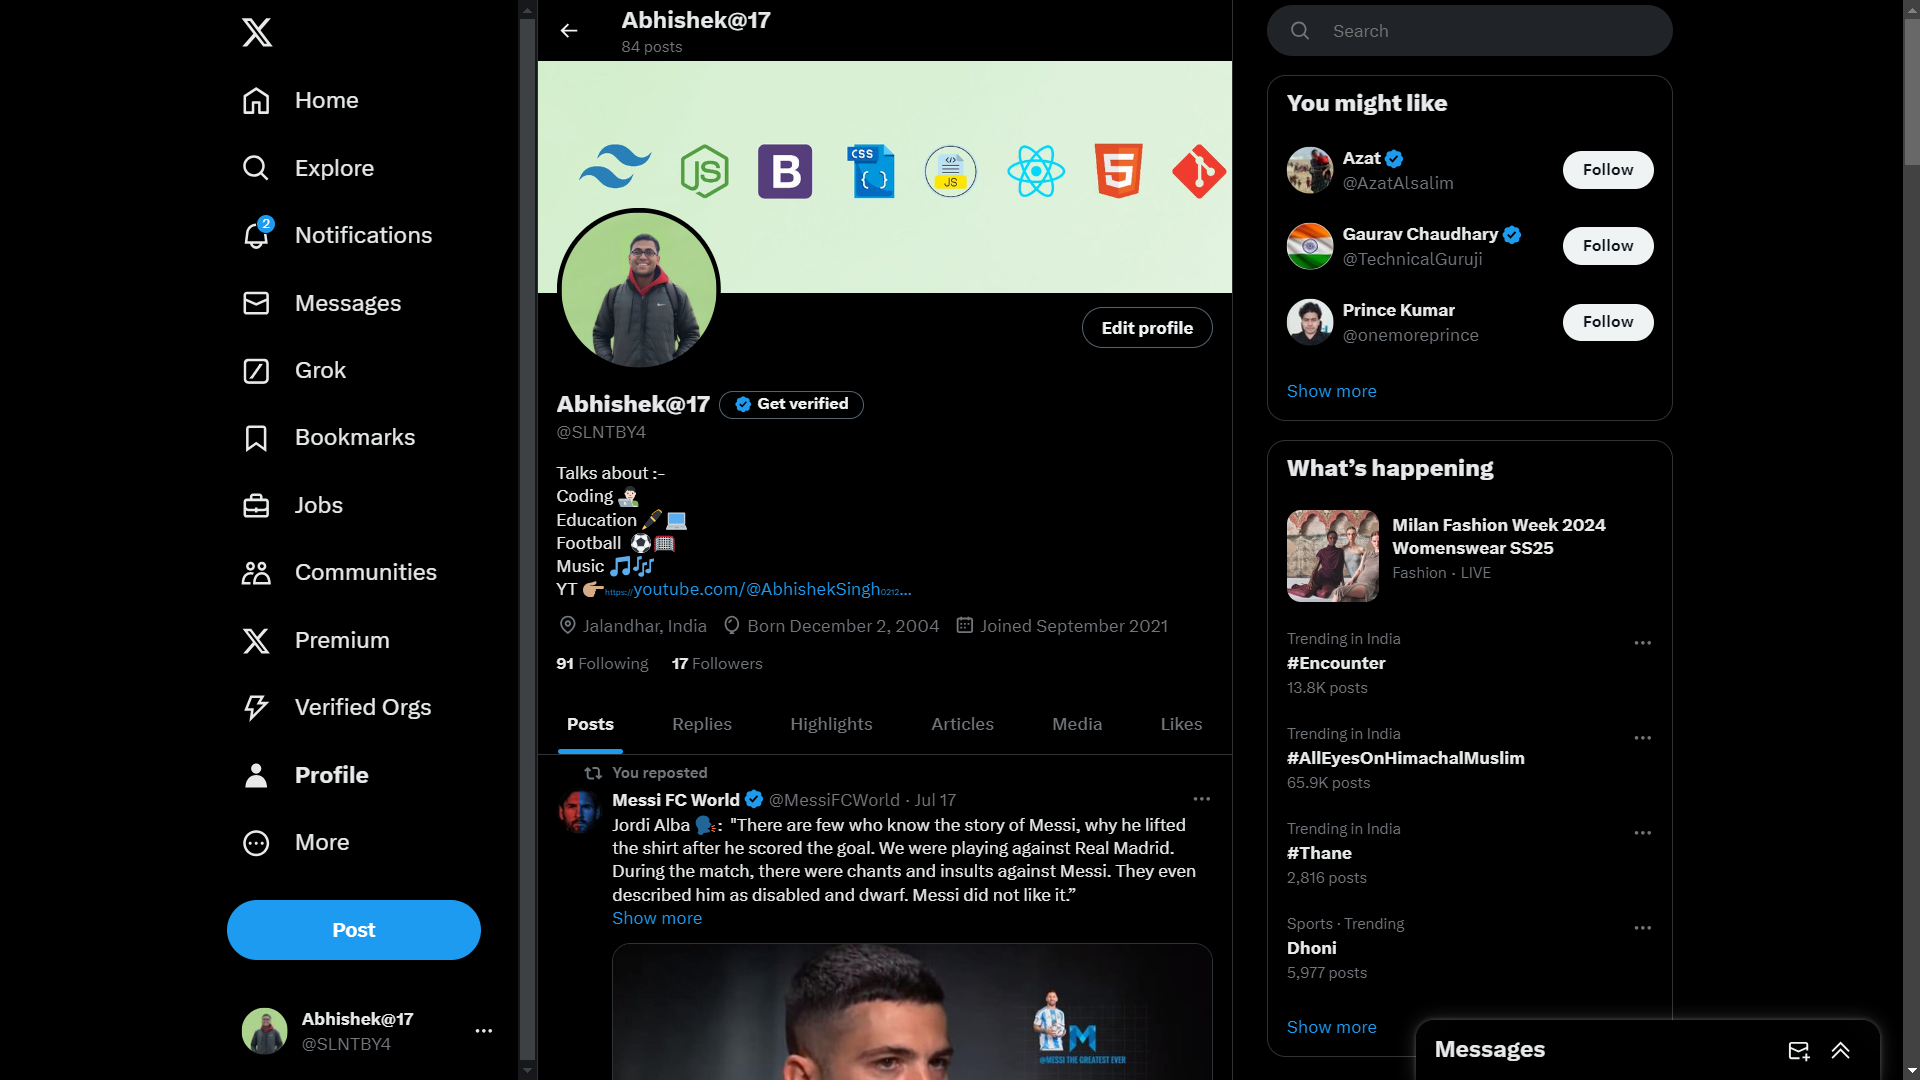 Home
Explore
2
Notifications
Messages
Grok
Bookmarks
Jobs
Communities
Premium
Verified Orgs
Profile
More
Post
Abhishek@17
@SLNTBY4
Abhishek@17
84 posts
JS
B
CSS
JS
5
Edit profile
Abhishek@17
Get verified
@SLNTBY4
Talks about :-
Coding 👨🏻‍💻
Education 🖋️💻
Football ⚽🥅
Music 🎵🎶
YT 👉🏼https://youtube.com/@AbhishekSingh0212…
Jalandhar, India Born December 2, 2004 Joined September 2021
91 Following 17 Followers
Posts Replies Highlights Articles Media Likes
You reposted
Messi FC World @MessiFCWorld · Jul 17
Jordi Alba 🗣️: "There are few who know the story of Messi, why he lifted
the shirt after he scored the goal. We were playing against Real Madrid.
During the match, there were chants and insults against Messi. They even
described him as disabled and dwarf. Messi did not like it.”
Show more
M
@MESSI THE GREATEST EVER
Search
You might like
Azat
@AzatAlsalim
Follow
Gaurav Chaudhary
@TechnicalGuruji
Follow
Prince Kumar
@onemoreprince
Follow
Show more
What’s happening
Milan Fashion Week 2024
Womenswear SS25
Fashion · LIVE
Trending in India
#Encounter
13.8K posts
Trending in India
#AllEyesOnHimachalMuslim
65.9K posts
Trending in India
#Thane
2,816 posts
Sports · Trending
Dhoni
5,977 posts
Show more
Messages